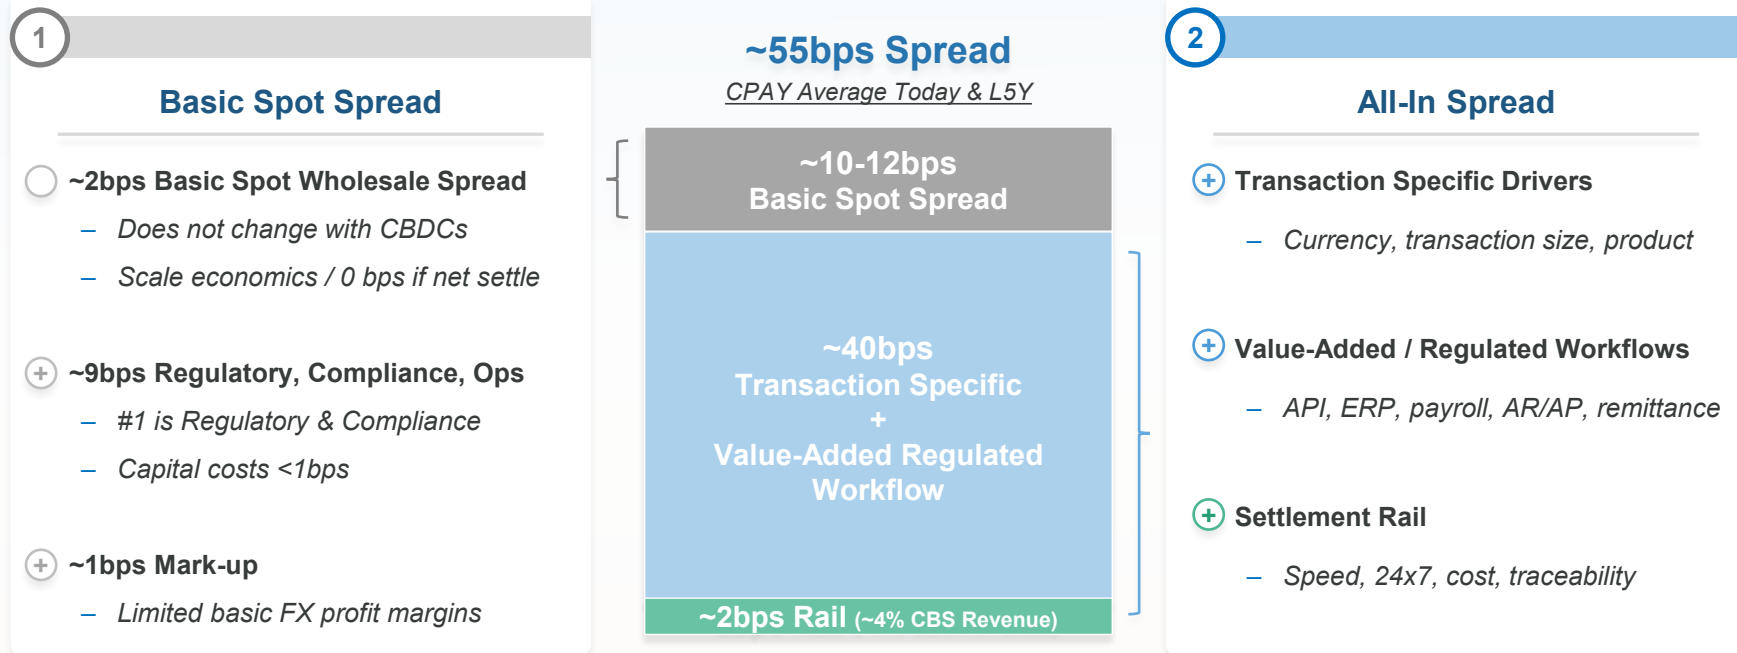 1
Basic Spot Spread
~2bps Basic Spot Wholesale Spread
– Does not change with CBDCs
– Scale economics / 0 bps if net settle
+ ~9bps Regulatory, Compliance, Ops
– #1 is Regulatory & Compliance
– Capital costs <1bps
+ ~1bps Mark-up
– Limited basic FX profit margins
~55bps Spread
CPAY Average Today & L5Y
~10-12bps
Basic Spot Spread
~40bps
Transaction Specific
+
Value-Added Regulated
Workflow
~2bps Rail (~4% CBS Revenue)
2
All-In Spread
+ Transaction Specific Drivers
– Currency, transaction size, product
+ Value-Added / Regulated Workflows
– API, ERP, payroll, AR/AP, remittance
+ Settlement Rail
– Speed, 24x7, cost, traceability